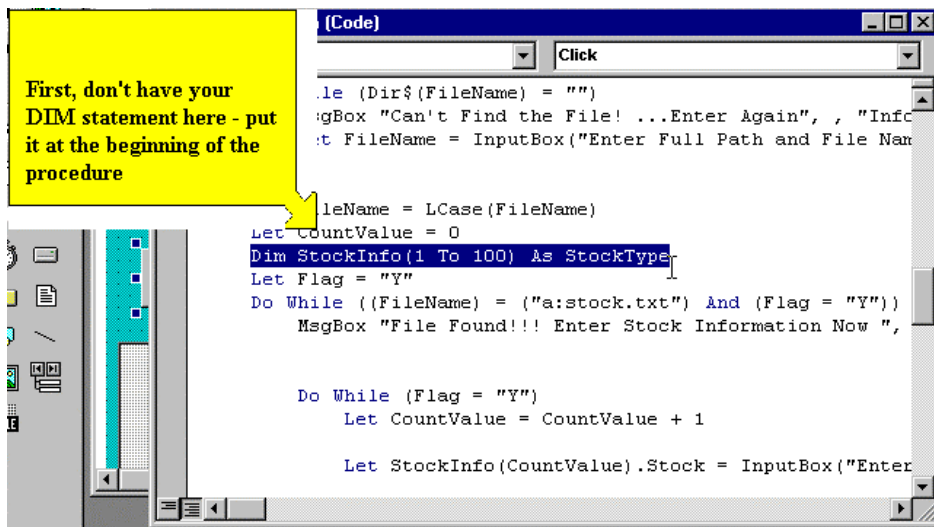 (Code)
Click
First, don't have your
DIM statement here - put
it at the beginning of the
procedure
(Dir$(FileName) = "")
"Can't Find the File! ...Enter Again", , "Info
FileName = InputBox("Enter Full Path and File Nam
= LCase(FileName)
Let CountValue = 0
Dim StockInfo(1 To 100) As StockType
Let Flag = "Y"
Do While ((FileName) = ("a:stock.txt") And (Flag = "Y"))
MsgBox "File Found!!! Enter Stock Information Now ",
Do While (Flag = "Y")
Let CountValue = CountValue + 1
Let StockInfo(CountValue).Stock = InputBox("Enter